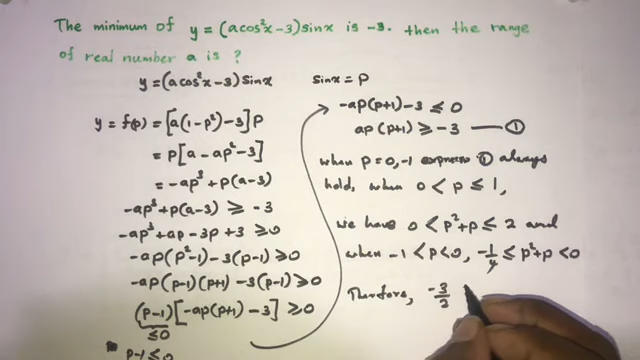 The minimum of y = (acos²x-3)sinx is -3. then the range
of real number a is ?
y = (acos²x-3)sinx
y = f(p) = [a(1-p²)-3]p
= p[a - ap² - 3]
= -ap³ + p(a-3)
-ap³ + p(a-3) ≥ -3
-ap³ + ap - 3p + 3 ≥ 0
-ap(p²-1) - 3(p-1) ≥ 0
-ap(p-1)(p+1) - 3(p-1) ≥ 0
(p-1)[-ap(p+1) - 3] ≥ 0
≤0
p-1 ≤ 0
sinx = p
-ap(p+1) - 3 ≤ 0
ap(p+1) ≥ -3 — ①
when p = 0, -1 ① always
hold, when 0 < p ≤ 1,
we have 0 < p²+p ≤ 2 and
when -1 < p < 0, -1/4 ≤ p²+p < 0
Therefore, -3/2